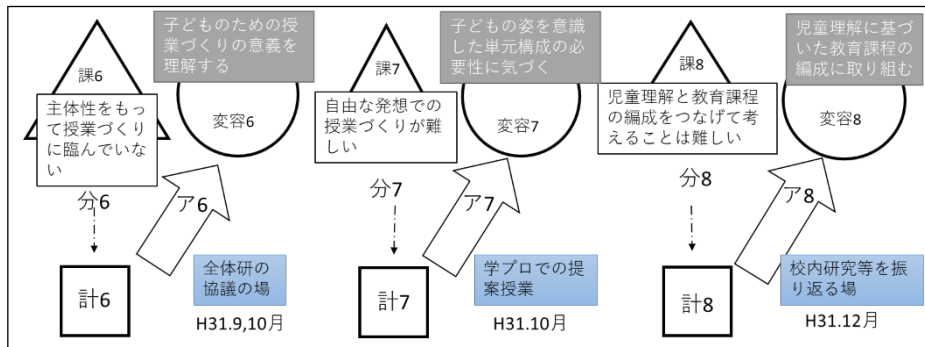 子どものための授
業づくりの意義を
理解する
課6
主体性をもって授業づくり
に臨んでいな
い
変容6
分6
ア6
計6
全体研の
協議の場
H31.9,10月
子どもの姿を意識
した単元構成の必
要性に気づく
課7
自由な発想での
授業づくりが難
しい
変容7
分7
ア7
計7
学プロでの提
案授業
H31.10月
児童理解に基づ
いた教育課程の
編成に取り組む
課8
児童理解と教育課程
の編成をつなげて考
えることは難しい
変容8
分8
ア8
計8
校内研究等を振
り返る場
H31.12月